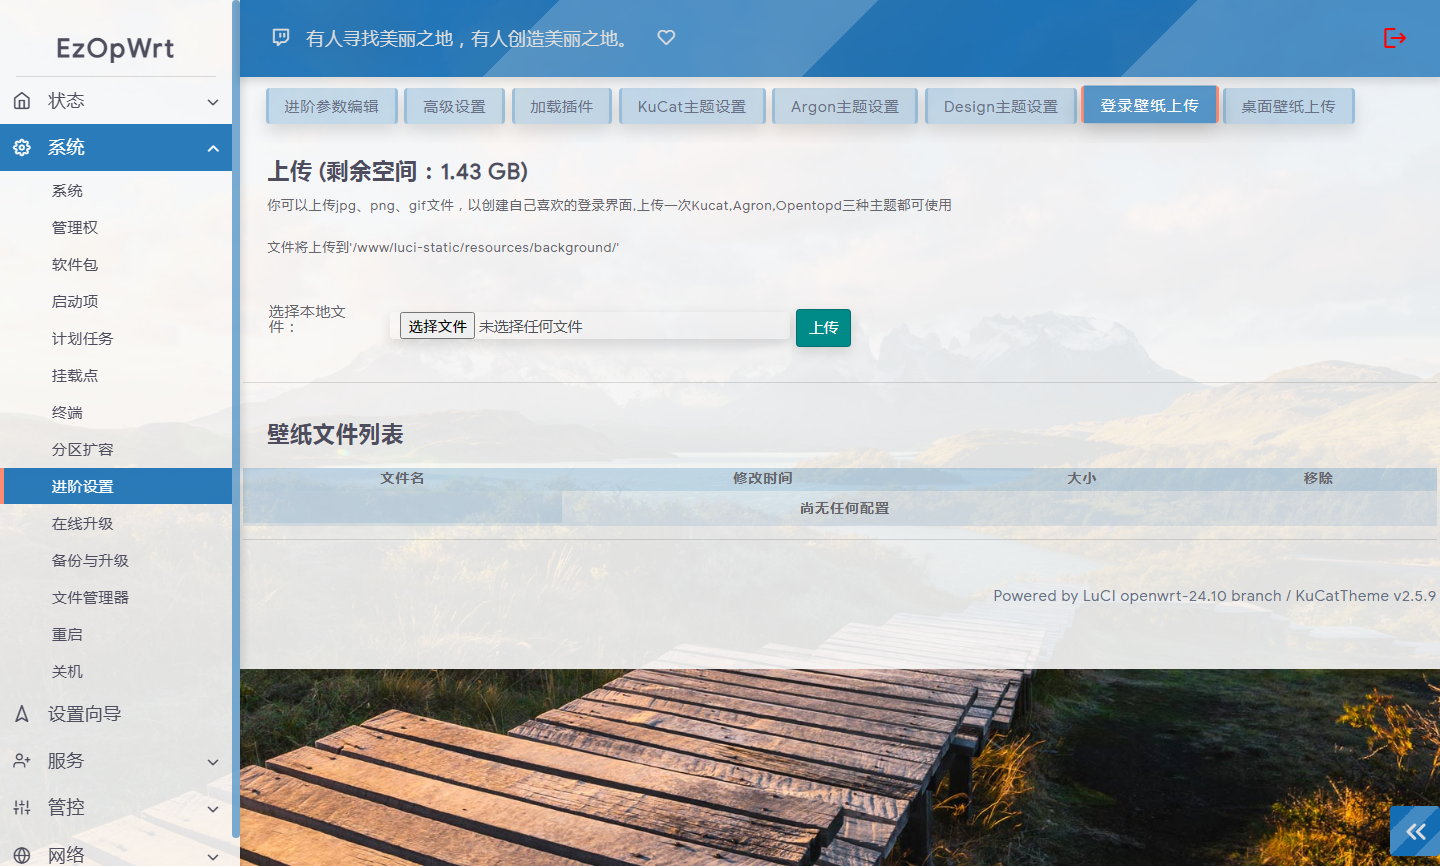 EzOpWrt
状态
系统
系统
管理权
软件包
启动项
计划任务
挂载点
终端
分区扩容
进阶设置
在线升级
备份与升级
文件管理器
重启
关机
设置向导
服务
管控
网络
有人寻找美丽之地，有人创造美丽之地。
进阶参数编辑 高级设置 加载插件 KuCat主题设置 Argon主题设置 Design主题设置 登录壁纸上传 桌面壁纸上传
上传 (剩余空间：1.43 GB)
你可以上传jpg、png、gif文件，以创建自己喜欢的登录界面,上传一次Kucat,Agron,Opentopd三种主题都可使用
文件将上传到'/www/luci-static/resources/background/'
选择本地文
件：
选择文件 未选择任何文件 上传
壁纸文件列表
文件名 修改时间 大小 移除
尚无任何配置
Powered by LuCI openwrt-24.10 branch / KuCatTheme v2.5.9